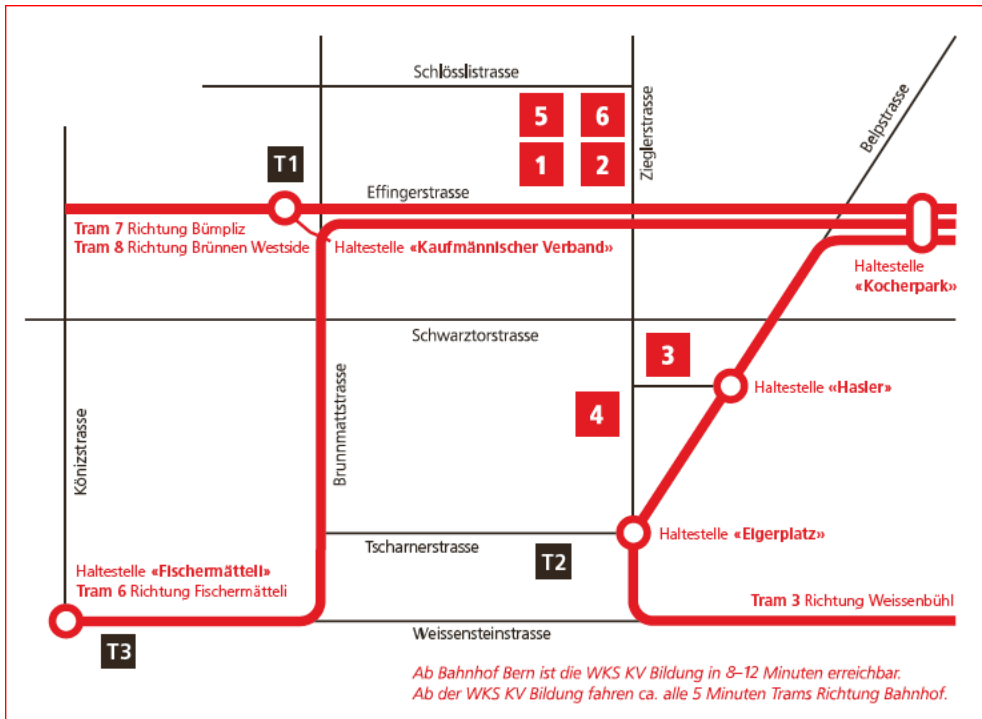 Schlösslistrasse
5
6
1
2
Zieglerstrasse
Belpstrasse
T1
Effingerstrasse
Tram 7 Richtung Bümpliz
Tram 8 Richtung Brünnen Westside
Haltestelle «Kaufmännischer Verband»
Haltestelle
«Kocherpark»
Schwarztorstrasse
3
Haltestelle «Hasler»
4
Könizstrasse
Brunnmattstrasse
Haltestelle «Eigerplatz»
Tscharnerstrasse
T2
Haltestelle «Fischermätteli»
Tram 6 Richtung Fischermätteli
Tram 3 Richtung Weissenbühl
T3
Weissensteinstrasse
Ab Bahnhof Bern ist die WKS KV Bildung in 8–12 Minuten erreichbar.
Ab der WKS KV Bildung fahren ca. alle 5 Minuten Trams Richtung Bahnhof.